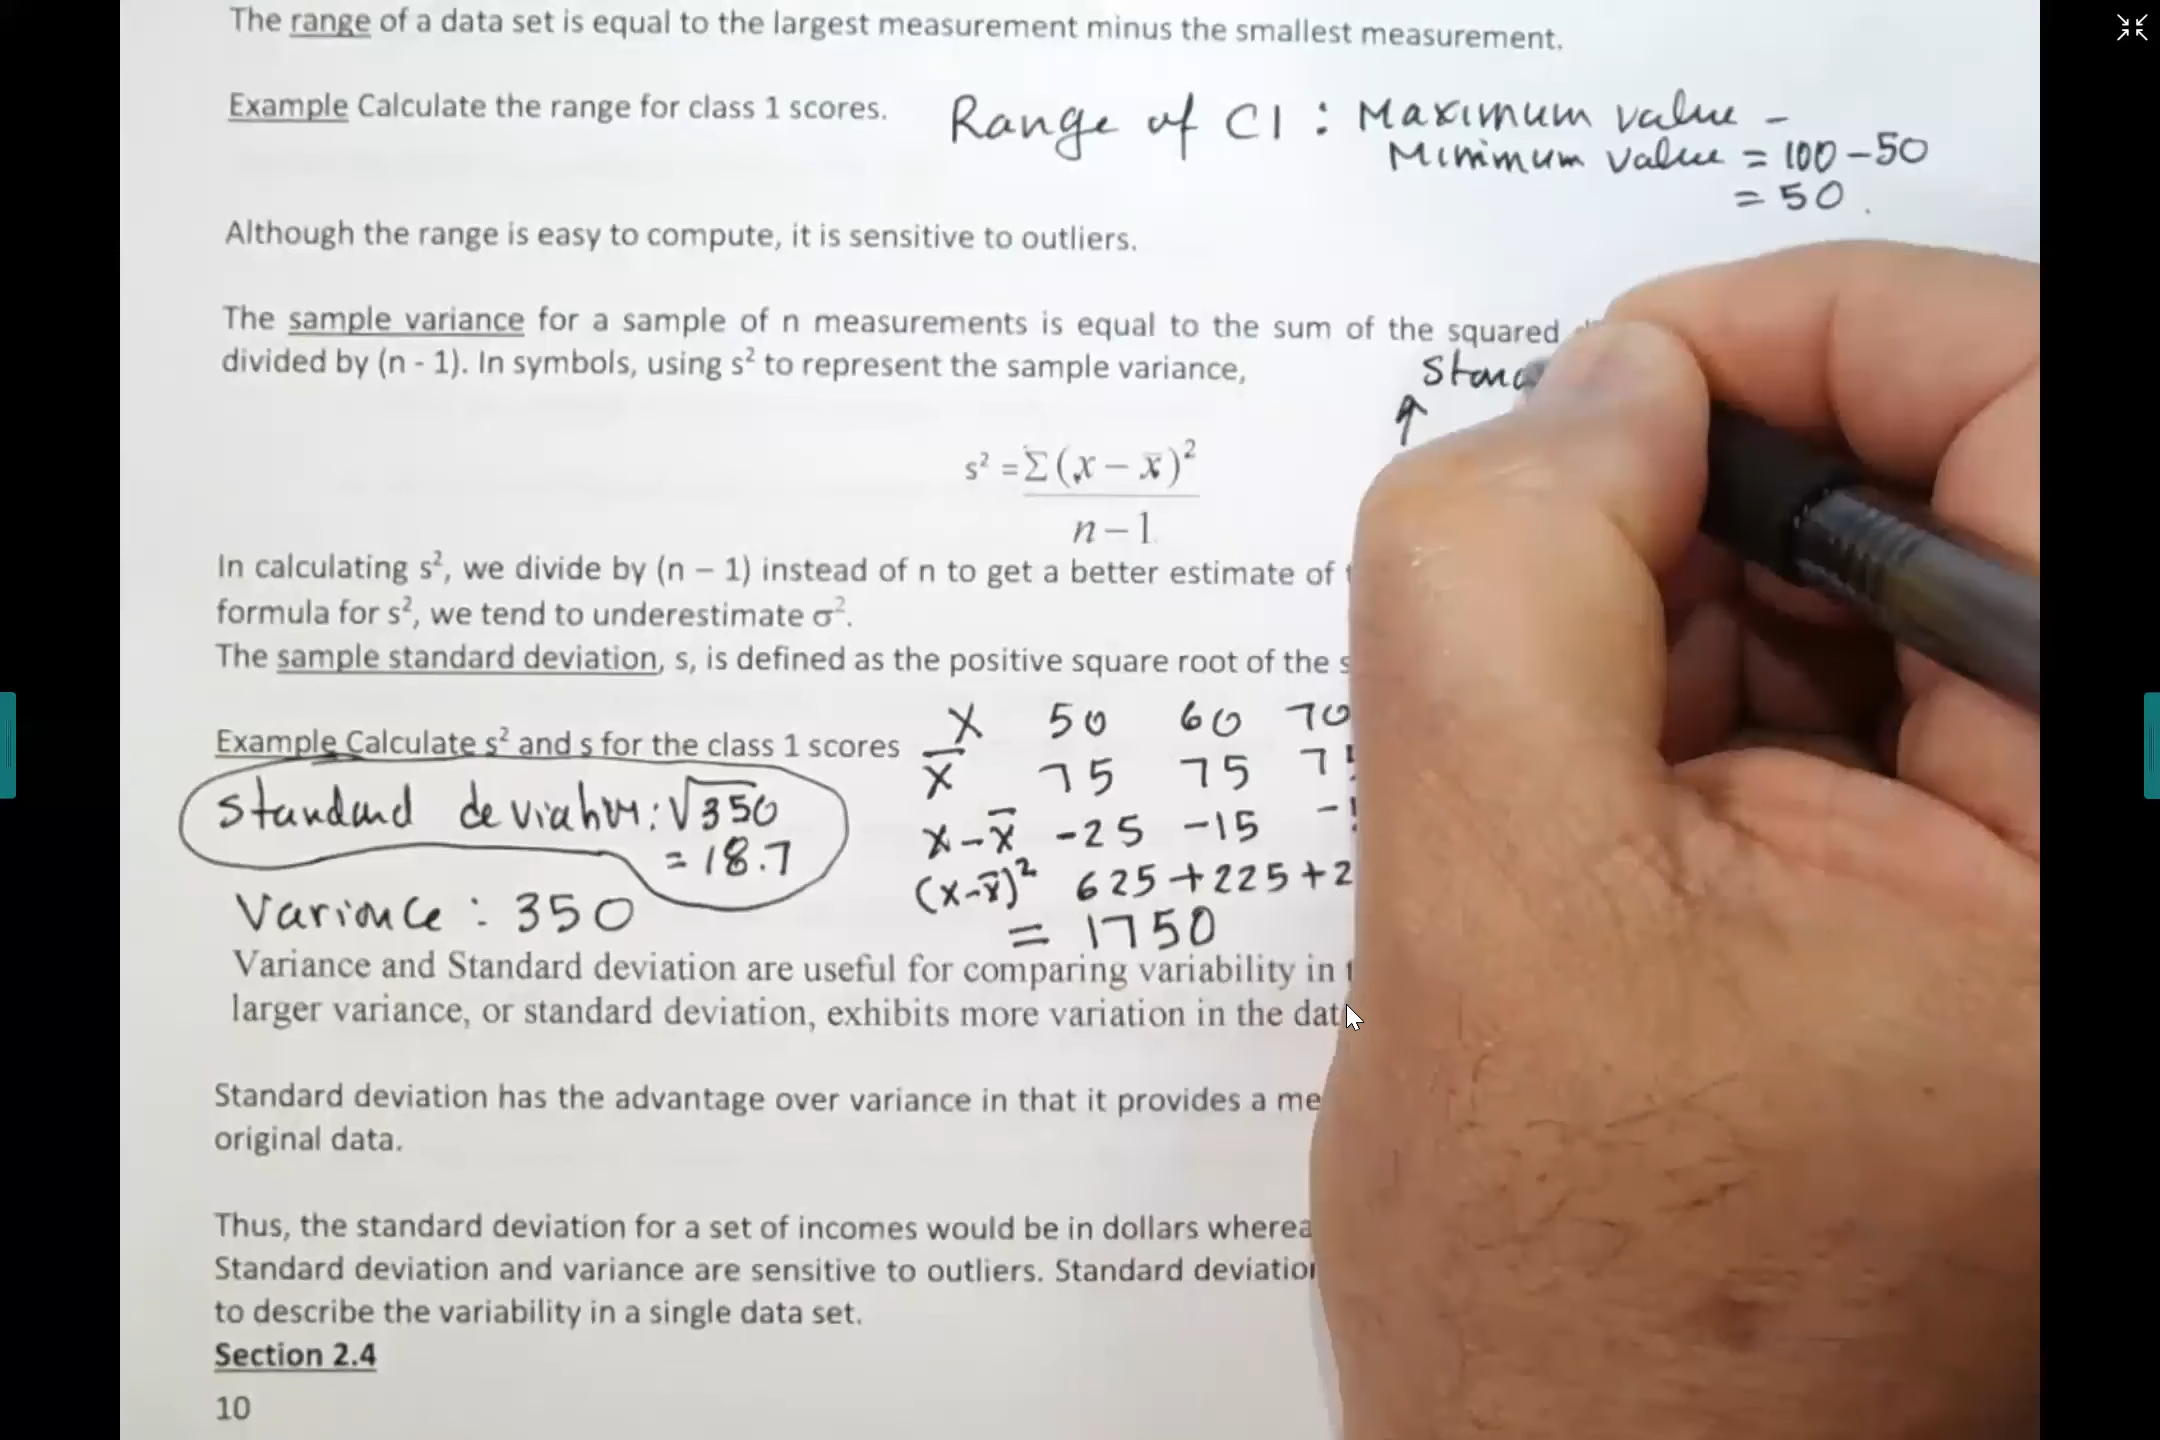 The range of a data set is equal to the largest measurement minus the smallest measurement.
Example Calculate the range for class 1 scores.
Range of C1 : Maximum value -
Minimum value = 100 - 50
= 50.
Although the range is easy to compute, it is sensitive to outliers.
The sample variance for a sample of n measurements is equal to the sum of the squared
divided by (n - 1). In symbols, using s² to represent the sample variance,
↑
s² = Σ(x − x̄)²
n − 1
In calculating s², we divide by (n – 1) instead of n to get a better estimate of
formula for s², we tend to underestimate σ².
The sample standard deviation, s, is defined as the positive square root of the
Example Calculate s² and s for the class 1 scores
X 50 60 70
x̄ 75 75
x-x̄ -25 -15
(x-x̄)² 625+225+2
= 1750
Standard deviation: √350
= 18.7
Variance : 350
Variance and Standard deviation are useful for comparing variability in
larger variance, or standard deviation, exhibits more variation in the dat
Standard deviation has the advantage over variance in that it provides a me
original data.
Thus, the standard deviation for a set of incomes would be in dollars wherea
Standard deviation and variance are sensitive to outliers. Standard deviation
to describe the variability in a single data set.
Section 2.4
10